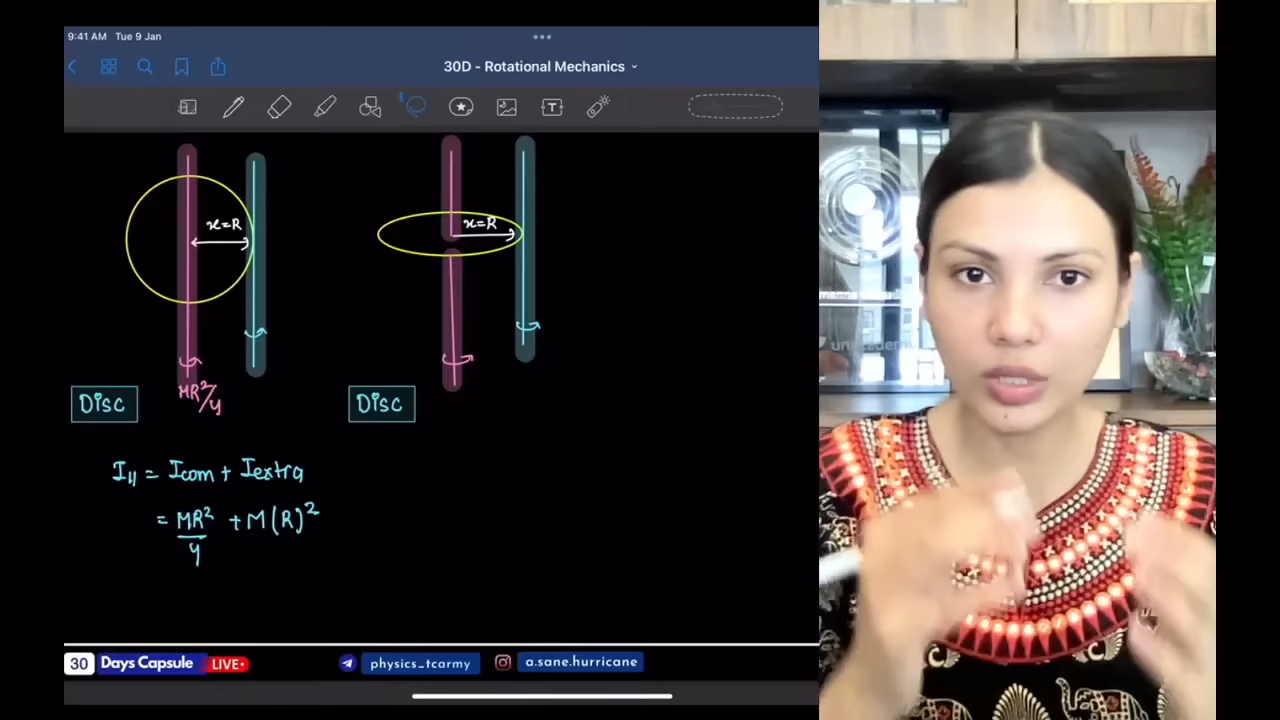 9:41 AM Tue 9 Jan
30D - Rotational Mechanics
x=R
x=R
MR²/4
Disc
Disc
I₁₁ = Icom + Iextra
= MR²/4 + M(R)²
30 Days Capsule LIVE
physics_tcarmy
a.sane.hurricane